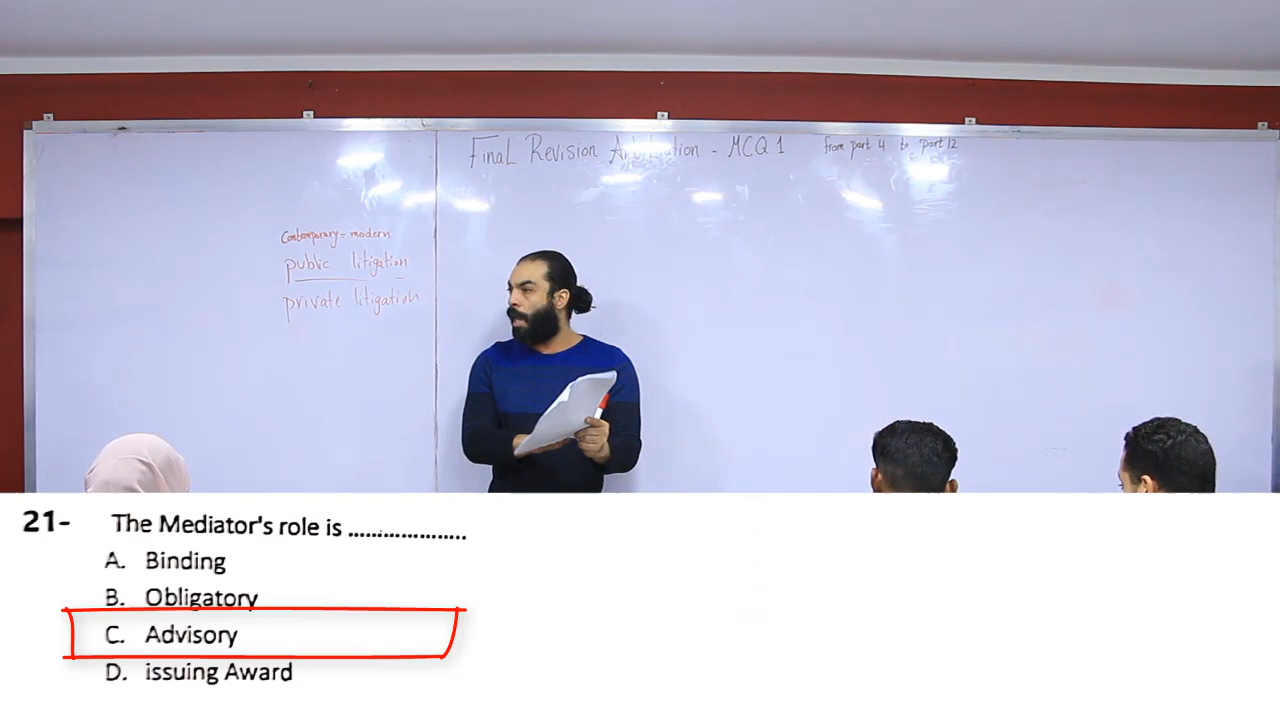 Final Revision Arbitration - MCQ 1 from part 4 to part 12
Contemporary = modern
public litigation
private litigation
21- The Mediator's role is ....................
A. Binding
B. Obligatory
C. Advisory
D. issuing Award